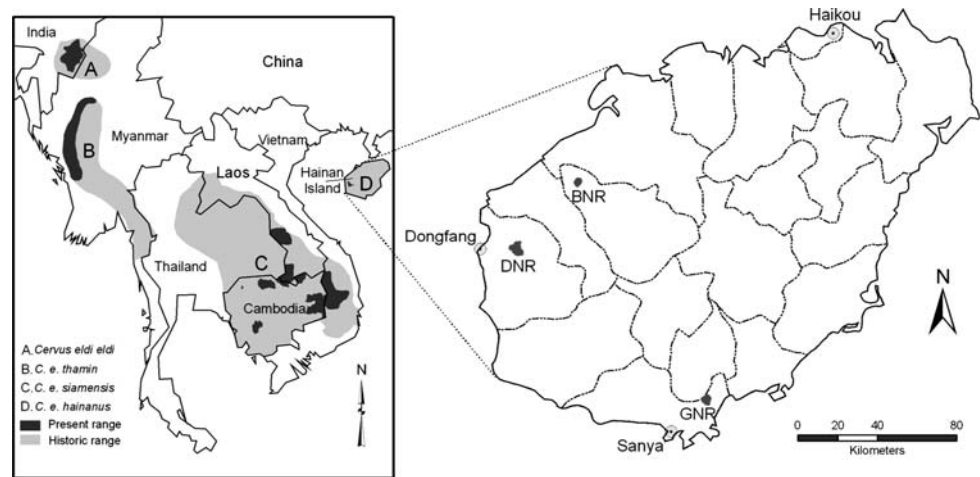 India
A
China
Myanmar
B
Vietnam
Laos
Hainan
Island
D
Thailand
C
Cambodia
A. Cervus eldi eldi
B. C. e. thamin
C. C. e. siamensis
D. C. e. hainanus
Present range
Historic range
N
Haikou
BNR
Dongfang
DNR
N
GNR
Sanya
0 20 40 60 80
Kilometers